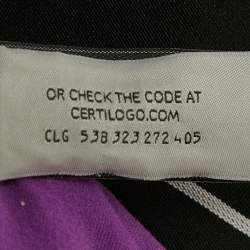 OR CHECK THE CODE AT
CERTILOGO.COM
CLG 538 323 272 405